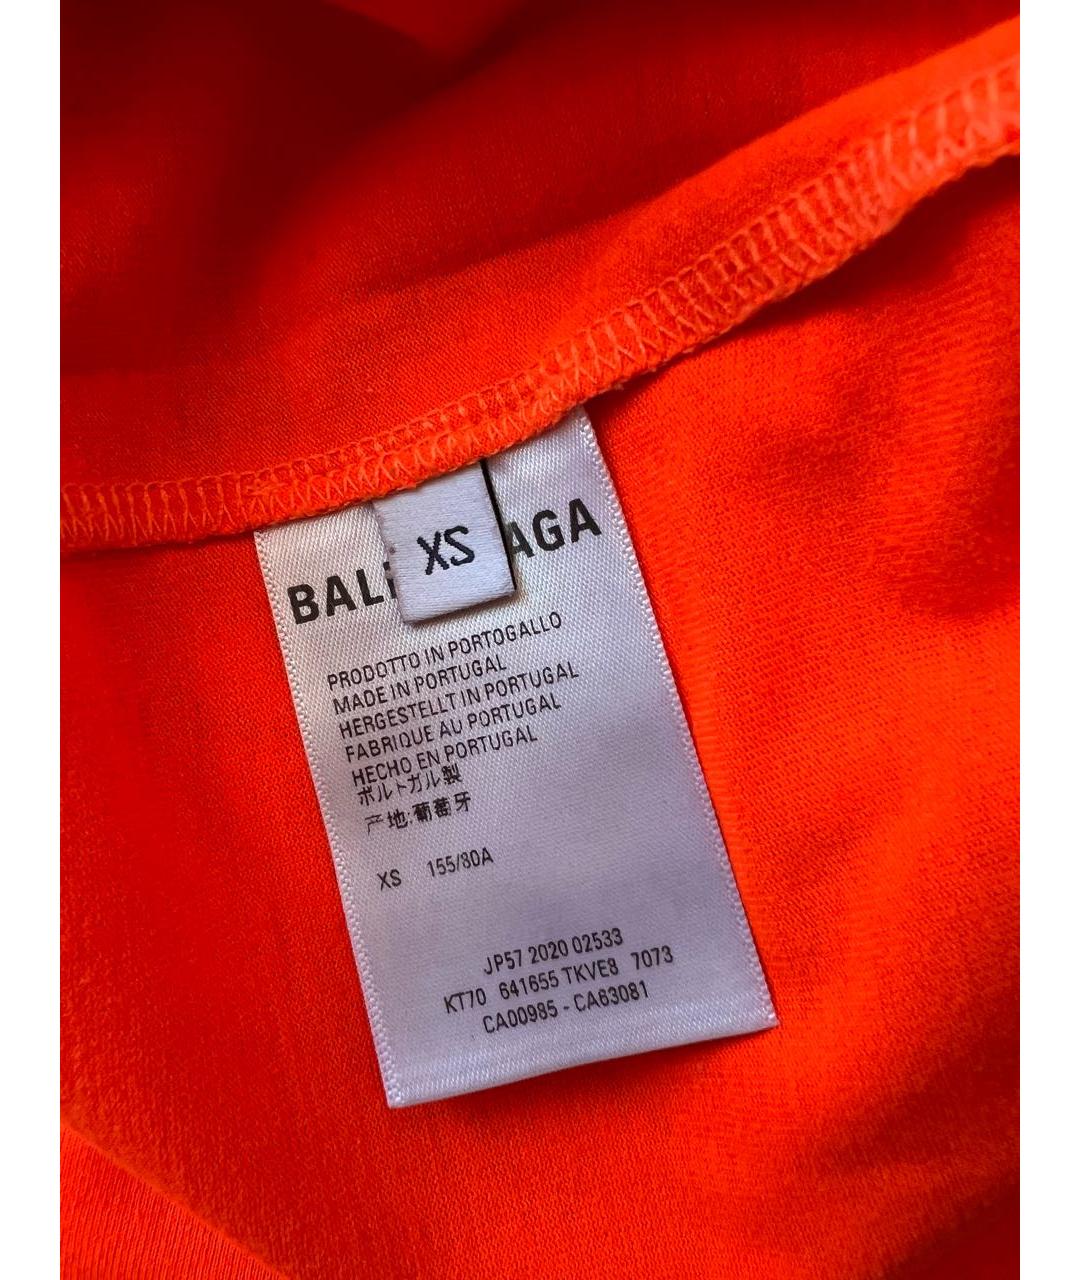 XS
BAL AGA
PRODOTTO IN PORTOGALLO
MADE IN PORTUGAL
HERGESTELLT IN PORTUGAL
FABRIQUE AU PORTUGAL
HECHO EN PORTUGAL
ポルトガル製
产地:葡萄牙
XS 155/80A
JP57 2020 02533
KT70 641655 TKVE8 7073
CA00985 - CA63081